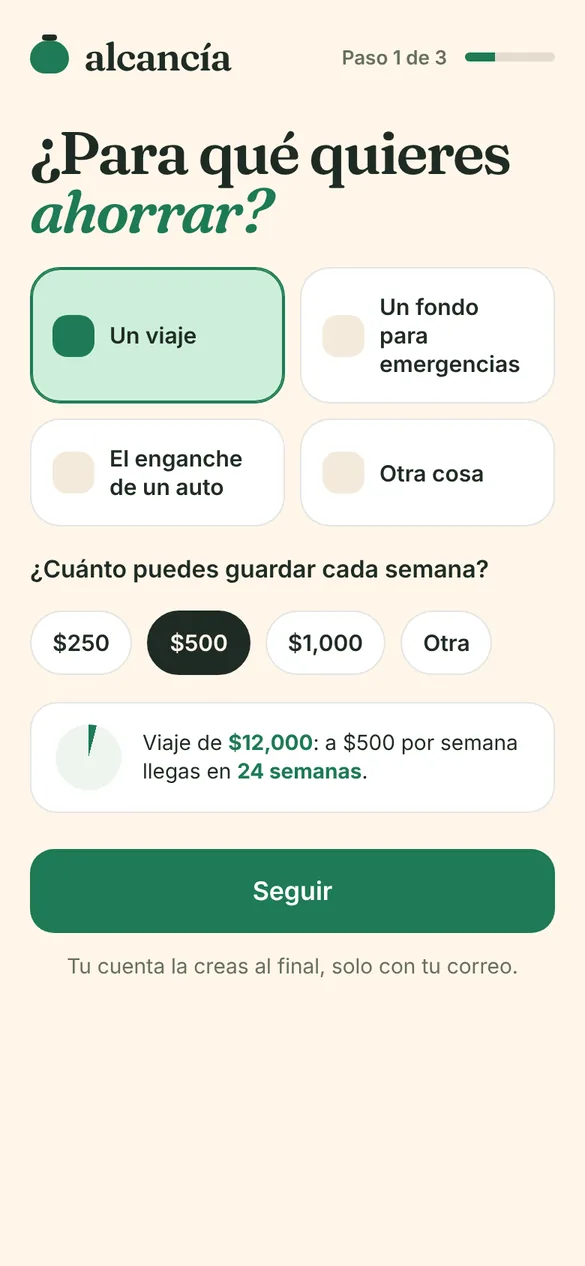 alcancía
Paso 1 de 3
¿Para qué quieres
ahorrar?
Un viaje
Un fondo
para
emergencias
El enganche
de un auto
Otra cosa
¿Cuánto puedes guardar cada semana?
$250
$500
$1,000
Otra
Viaje de $12,000: a $500 por semana
llegas en 24 semanas.
Seguir
Tu cuenta la creas al final, solo con tu correo.